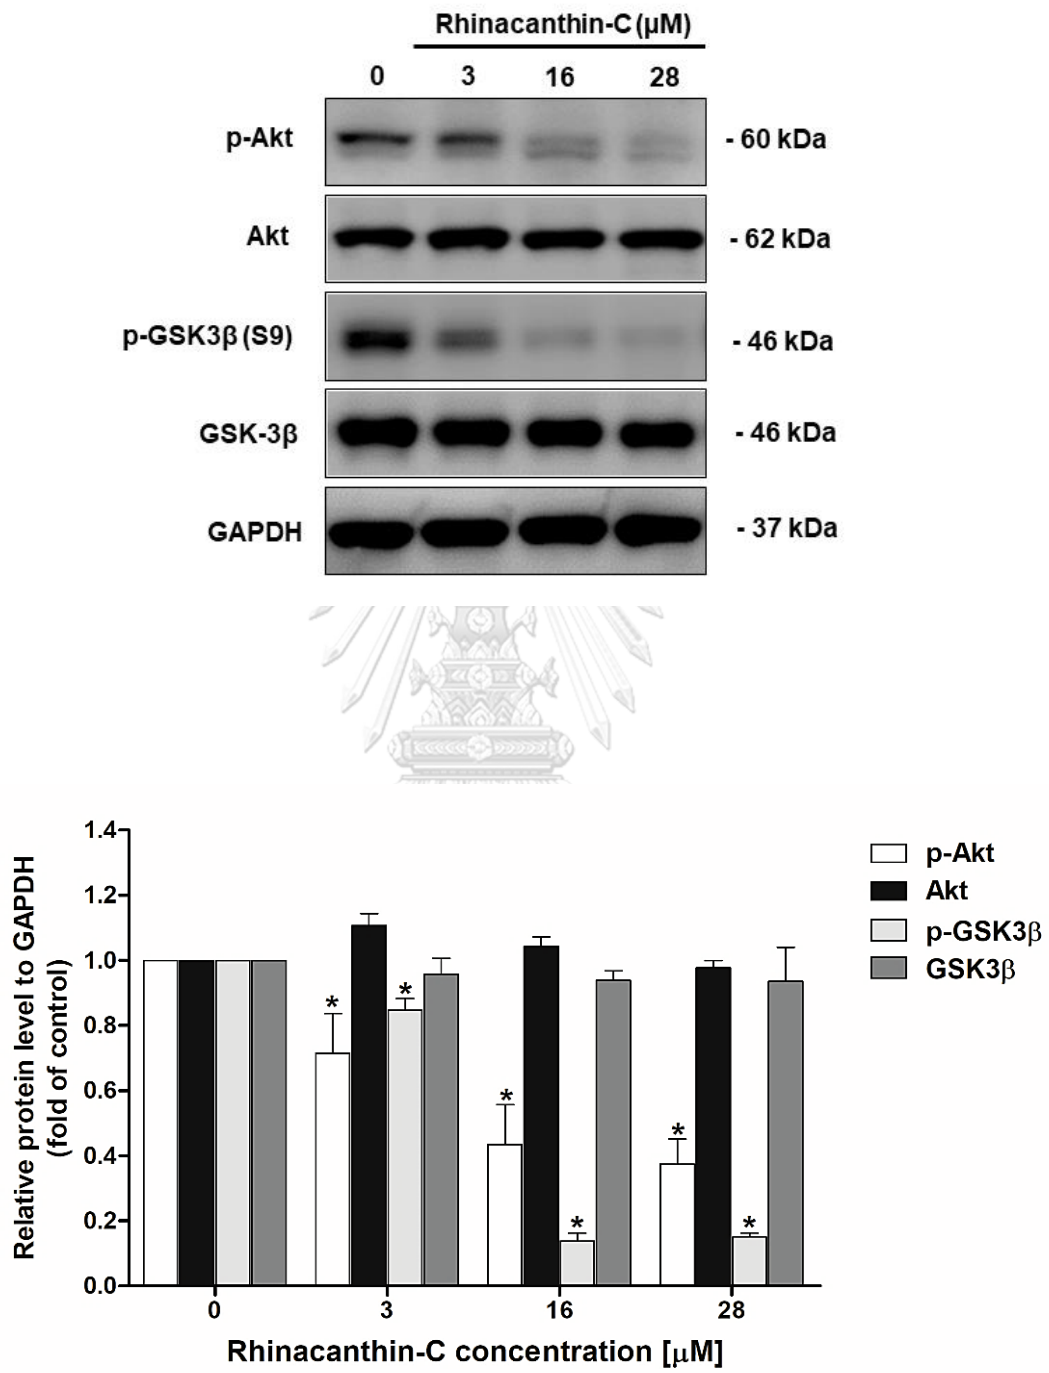 Rhinacanthin-C (μM)
0 3 16 28
p-Akt - 60 kDa
Akt - 62 kDa
p-GSK3β (S9) - 46 kDa
GSK-3β - 46 kDa
GAPDH - 37 kDa
Relative protein level to GAPDH
(fold of control)
1.4
1.2
1.0
0.8
0.6
0.4
0.2
0.0
* * * * * *
0 3 16 28
Rhinacanthin-C concentration [μM]
p-Akt
Akt
p-GSK3β
GSK3β